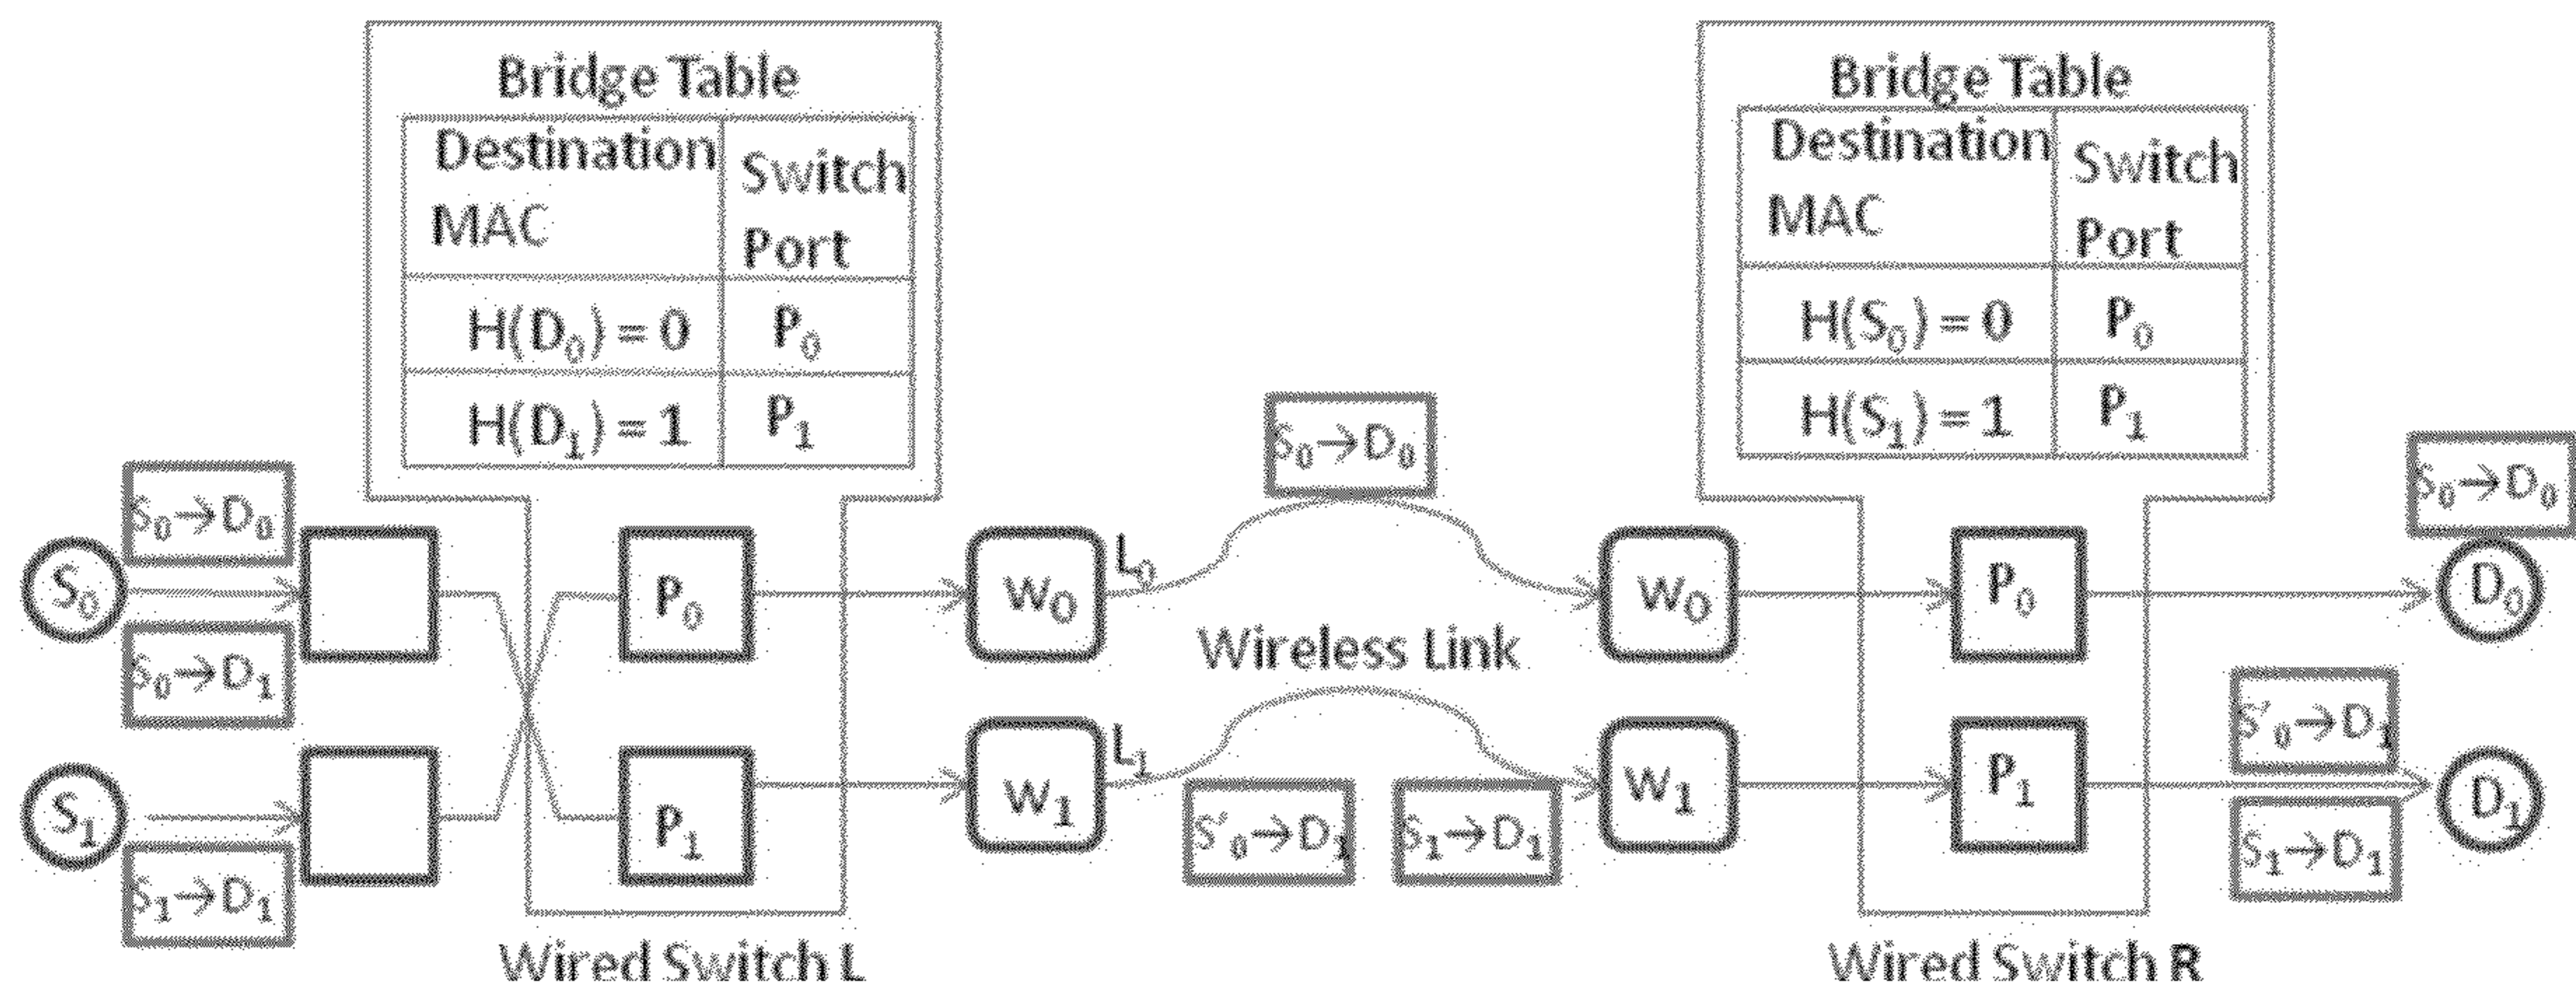 Bridge Table
Destination MAC
Switch Port
H(D₀) = 0
P₀
H(D₁) = 1
P₁
Bridge Table
Destination MAC
Switch Port
H(S₀) = 0
P₀
H(S₁) = 1
P₁
S₀→D₀
S₀
S₀→D₁
S₁
S₁→D₁
P₀
P₁
Wired Switch L
W₀
L₀
S₀→D₀
Wireless Link
W₁
L₁
S'₀→D₁
S₁→D₁
W₀
W₁
P₀
P₁
Wired Switch R
S₀→D₀
D₀
S'₀→D₁
D₁
S₁→D₁